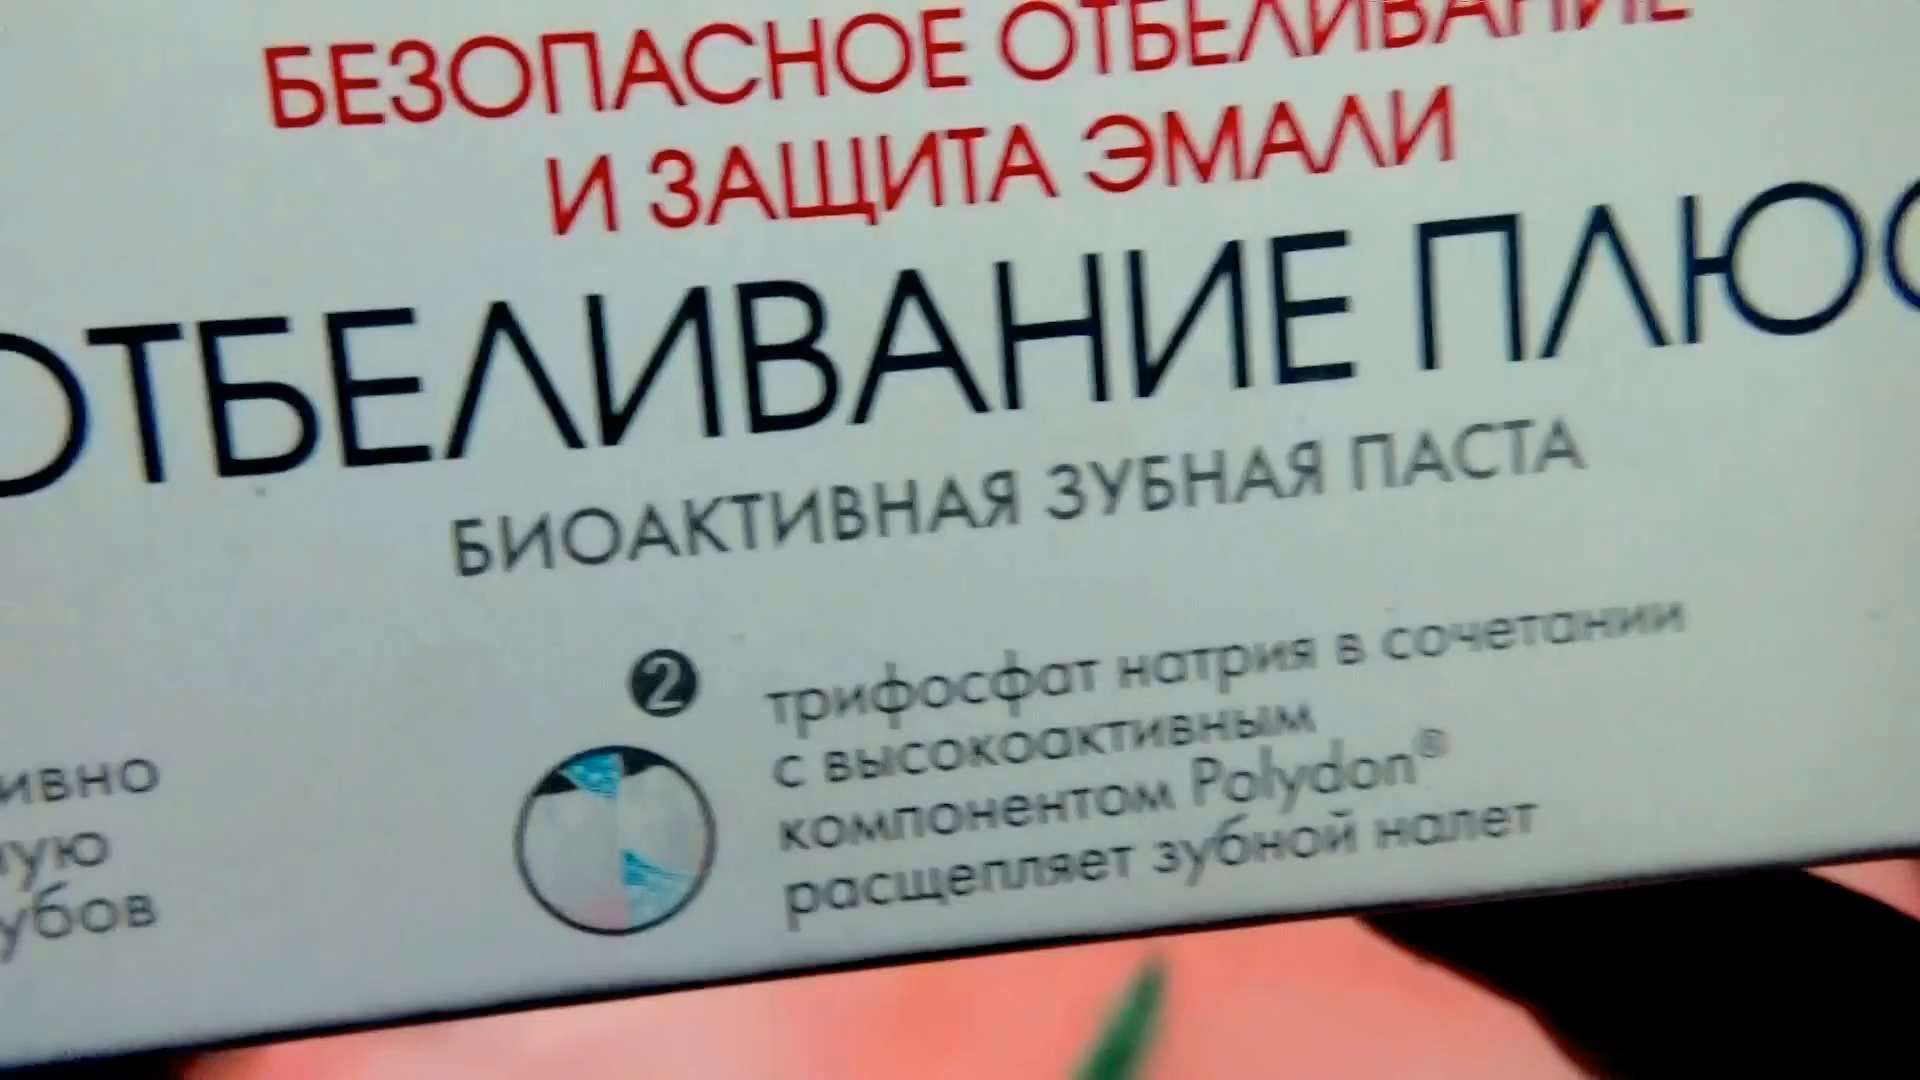 БЕЗОПАСНОЕ ОТБЕЛИВАНИЕ
И ЗАЩИТА ЭМАЛИ
ОТБЕЛИВАНИЕ ПЛЮС
БИОАКТИВНАЯ ЗУБНАЯ ПАСТА
2
трифосфат натрия в сочетании
с высокоактивным
компонентом Polydon®
расщепляет зубной налет
ивно
ную
убов